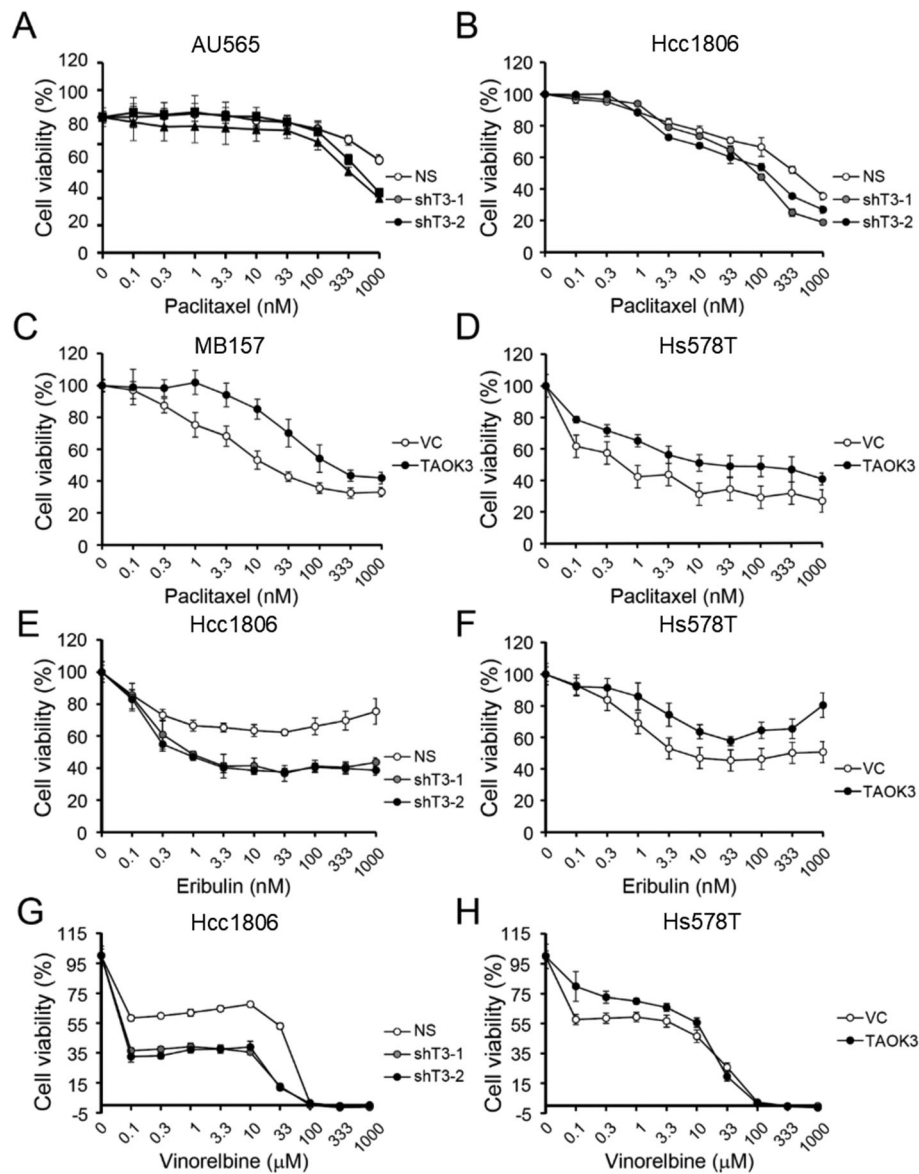 A
AU565
Cell viability (%)
120
100
80
60
40
20
0
0 0.1 0.3 1 3.3 10 33 100 333 1000
Paclitaxel (nM)
NS
shT3-1
shT3-2
B
Hcc1806
Cell viability (%)
120
100
80
60
40
20
0
0 0.1 0.3 1 3.3 10 33 100 333 1000
Paclitaxel (nM)
NS
shT3-1
shT3-2
C
MB157
Cell viability (%)
120
100
80
60
40
20
0
0 0.1 0.3 1 3.3 10 33 100 333 1000
Paclitaxel (nM)
VC
TAOK3
D
Hs578T
Cell viability (%)
120
100
80
60
40
20
0
0 0.1 0.3 1 3.3 10 33 100 333 1000
Paclitaxel (nM)
VC
TAOK3
E
Hcc1806
Cell viability (%)
120
100
80
60
40
20
0
0 0.1 0.3 1 3.3 10 33 100 333 1000
Eribulin (nM)
NS
shT3-1
shT3-2
F
Hs578T
Cell viability (%)
120
100
80
60
40
20
0
0 0.1 0.3 1 3.3 10 33 100 333 1000
Eribulin (nM)
VC
TAOK3
G
Hcc1806
Cell viability (%)
115
95
75
55
35
15
-5
0 0.1 0.3 1 3.3 10 33 100 333 1000
Vinorelbine (μM)
NS
shT3-1
shT3-2
H
Hs578T
Cell viability (%)
115
95
75
55
35
15
-5
0 0.1 0.3 1 3.3 10 33 100 333 1000
Vinorelbine (μM)
VC
TAOK3